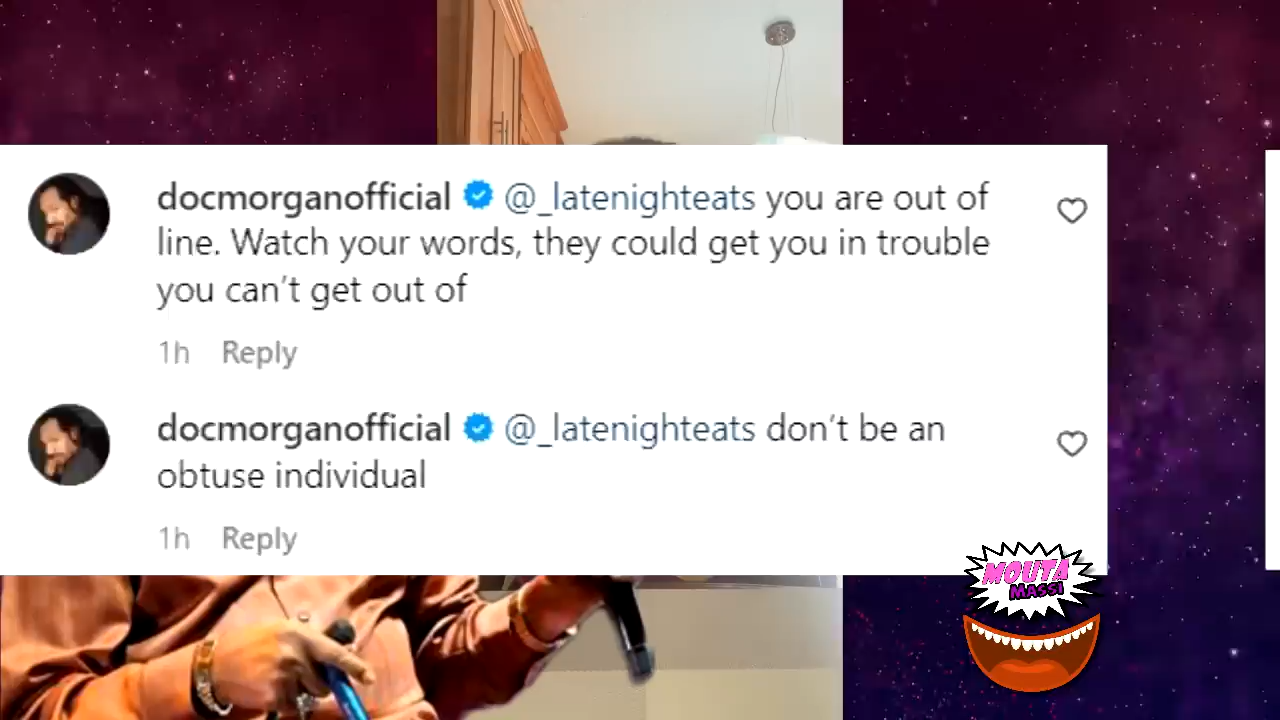 docmorganofficial @_latenighteats you are out of
line. Watch your words, they could get you in trouble
you can't get out of
1h Reply
docmorganofficial @_latenighteats don't be an
obtuse individual
1h Reply
MOUTA
MASSI